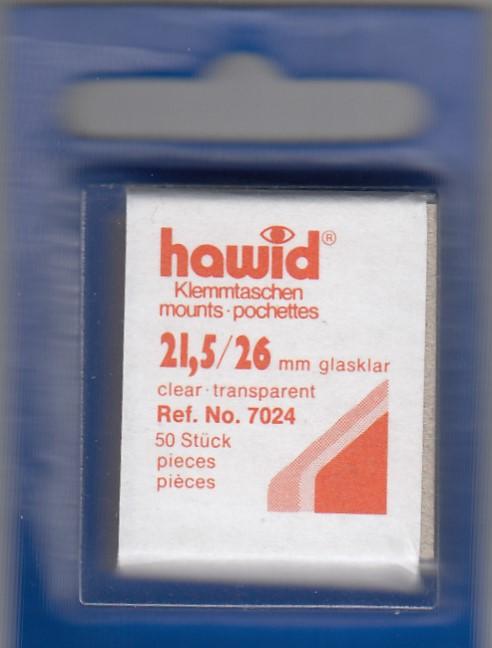 hawid®
Klemmtaschen
mounts·pochettes
21,5/26 mm glasklar
clear·transparent
Ref. No. 7024
50 Stück
pieces
pièces